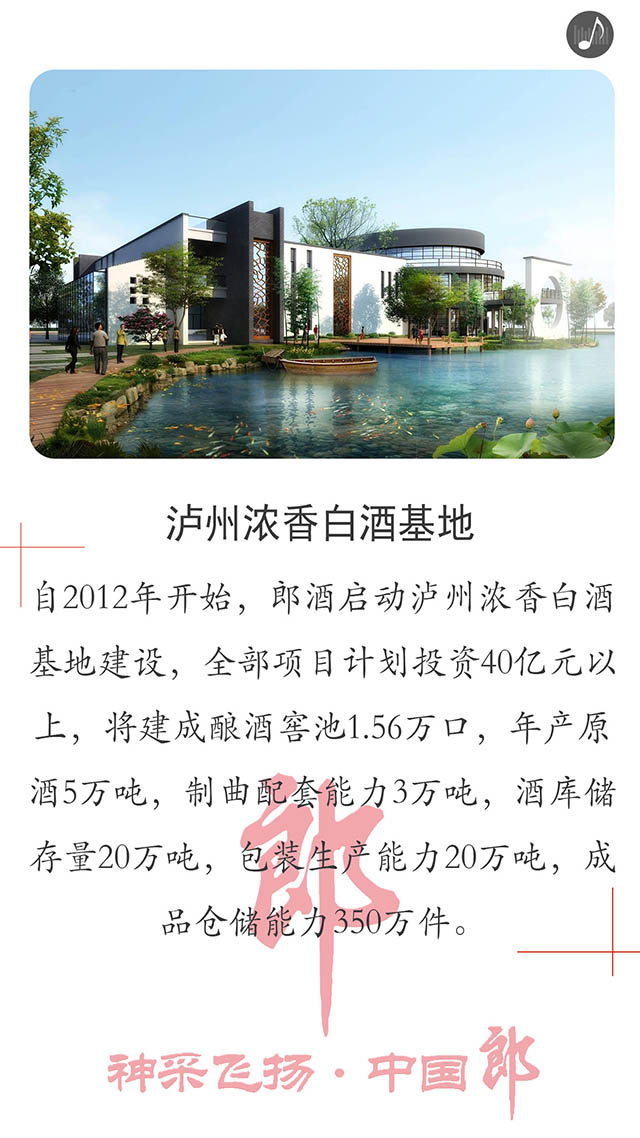 泸州浓香白酒基地
自2012年开始，郎酒启动泸州浓香白酒
基地建设，全部项目计划投资40亿元以
上，将建成酿酒窖池1.56万口，年产原
酒5万吨，制曲配套能力3万吨，酒库储
存量20万吨，包装生产能力20万吨，成
品仓储能力350万件。
郎
神采飞扬·中国郎